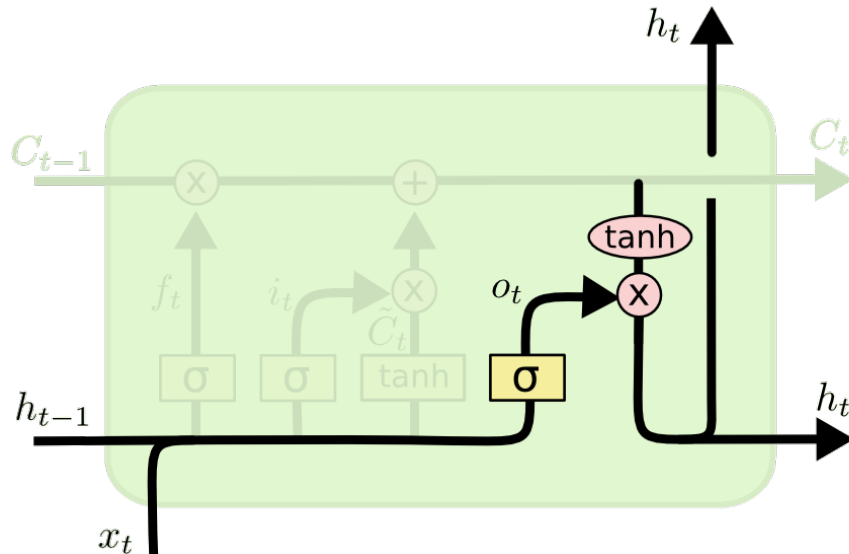 h_t
C_{t-1}
C_t
x
+
tanh
f_t
i_t
x
o_t
x
C̃_t
σ
σ
tanh
σ
h_{t-1}
h_t
x_t